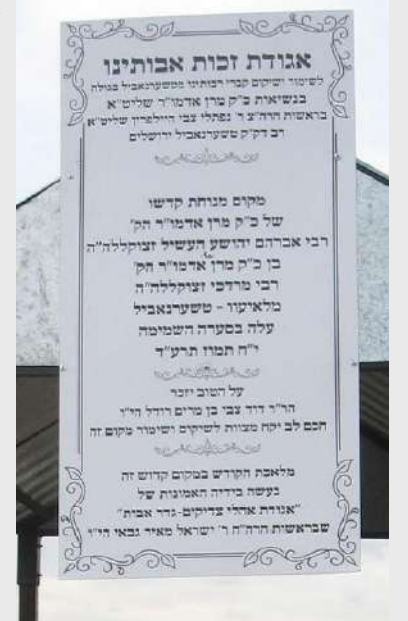 אגודת זכות אבותינו
לשימור ושיקום קברי רבותינו מטשערנאביל בגולה
בנשיאות כ"ק מרן אדמו"ר שליט"א
בראשית הרה"צ ר' נפתלי צבי היילפרין שליט"א
רב דק"ק טשערנאביל ירושלים
מקום מנוחת קדשו
של כ"ק מרן אדמו"ר הק'
רבי אברהם יהושע העשיל זצוקללה"ה
בן כ"ק מרן אדמו"ר הק'
רבי מרדכי זצוקללה"ה
מלאיעוו - טשערנאביל
עלה בסערה השמימה
י"ח תמוז תרע"ד
על הטוב יזכר
הר"ר דוד צבי בן מרים רודל הי"ו
חכם לב יקח מצוות לשיקום ושימור מקום זה
מלאכת הקודש במקום קדוש זה
נעשה בידיה האמונות של
"אגודת אהלי צדיקים-גדר אבות"
שבראשית הרה"ח ר' ישראל מאיר גבאי הי"ו